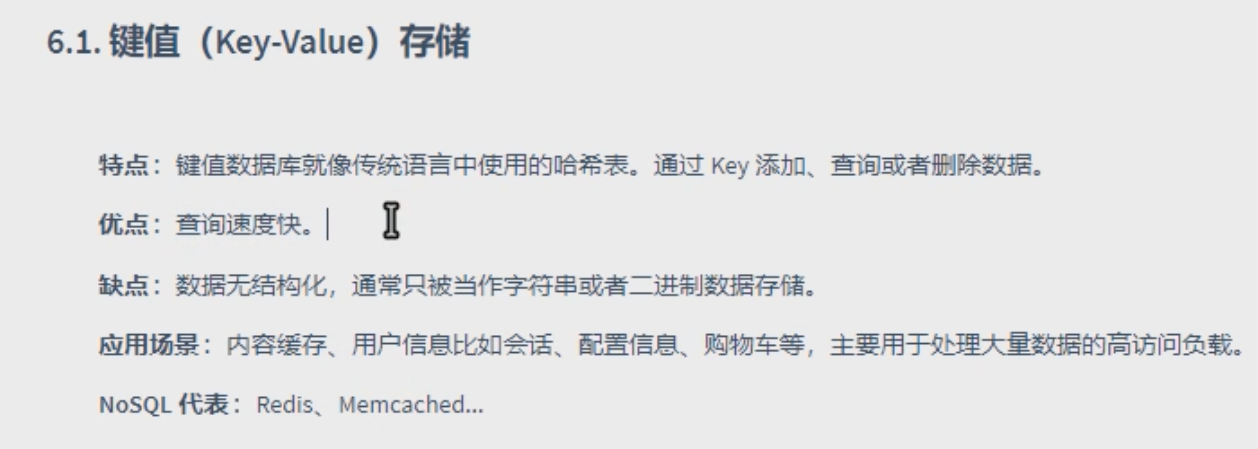 6.1. 键值（Key-Value）存储
特点：键值数据库就像传统语言中使用的哈希表。通过 Key 添加、查询或者删除数据。
优点：查询速度快。
缺点：数据无结构化，通常只被当作字符串或者二进制数据存储。
应用场景：内容缓存、用户信息比如会话、配置信息、购物车等，主要用于处理大量数据的高访问负载。
NoSQL 代表：Redis、Memcached...